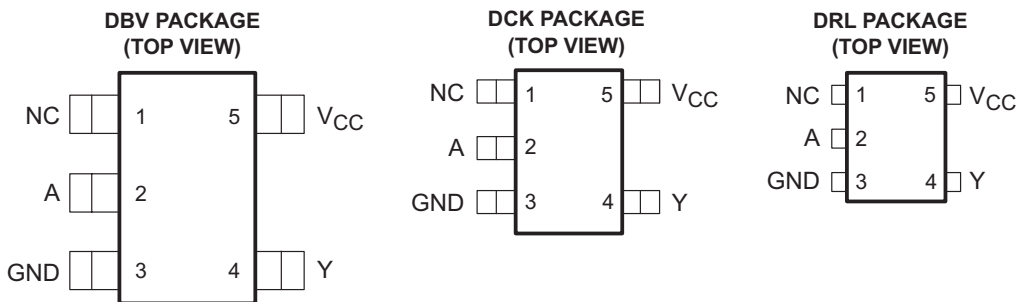 DBV PACKAGE
(TOP VIEW)
NC 1 5 VCC
A 2
GND 3 4 Y
DCK PACKAGE
(TOP VIEW)
NC 1 5 VCC
A 2
GND 3 4 Y
DRL PACKAGE
(TOP VIEW)
NC 1 5 VCC
A 2
GND 3 4 Y